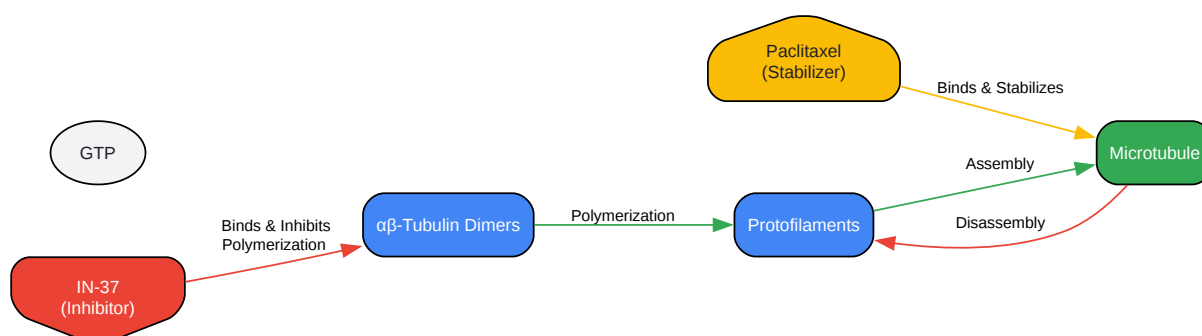 Paclitaxel
(Stabilizer)
Binds & Stabilizes
GTP
Microtubule
Assembly
Binds & Inhibits
Polymerization
αβ-Tubulin Dimers
Polymerization
Protofilaments
Disassembly
IN-37
(Inhibitor)